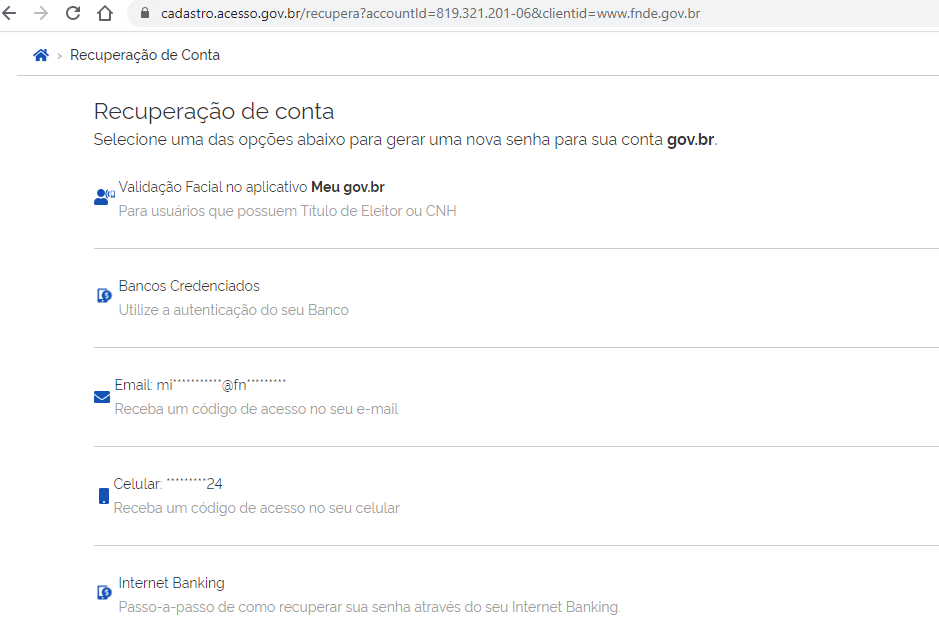 cadastro.acesso.gov.br/recupera?accountId=819.321.201-06&clientid=www.fnde.gov.br
Recuperação de Conta
Recuperação de conta
Selecione uma das opções abaixo para gerar uma nova senha para sua conta gov.br.
Validação Facial no aplicativo Meu gov.br
Para usuários que possuem Título de Eleitor ou CNH
Bancos Credenciados
Utilize a autenticação do seu Banco
Email: mi***********@fn*********
Receba um código de acesso no seu e-mail
Celular: *********24
Receba um código de acesso no seu celular
Internet Banking
Passo-a-passo de como recuperar sua senha através do seu Internet Banking.